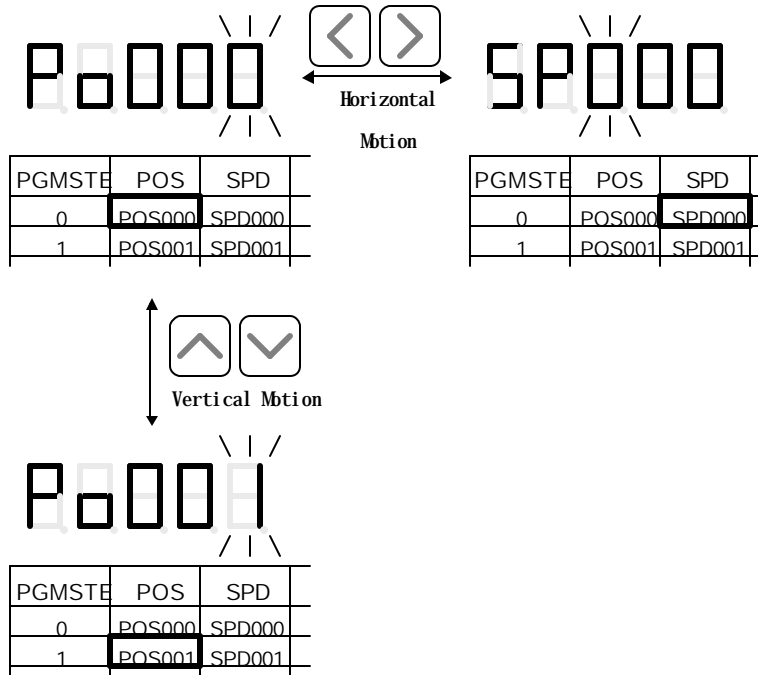 Po000
SP000
Horizontal
Motion
PGMSTE POS SPD
0 POS000 SPD000
1 POS001 SPD001
PGMSTE POS SPD
0 POS000 SPD000
1 POS001 SPD001
Vertical Motion
Po001
PGMSTE POS SPD
0 POS000 SPD000
1 POS001 SPD001